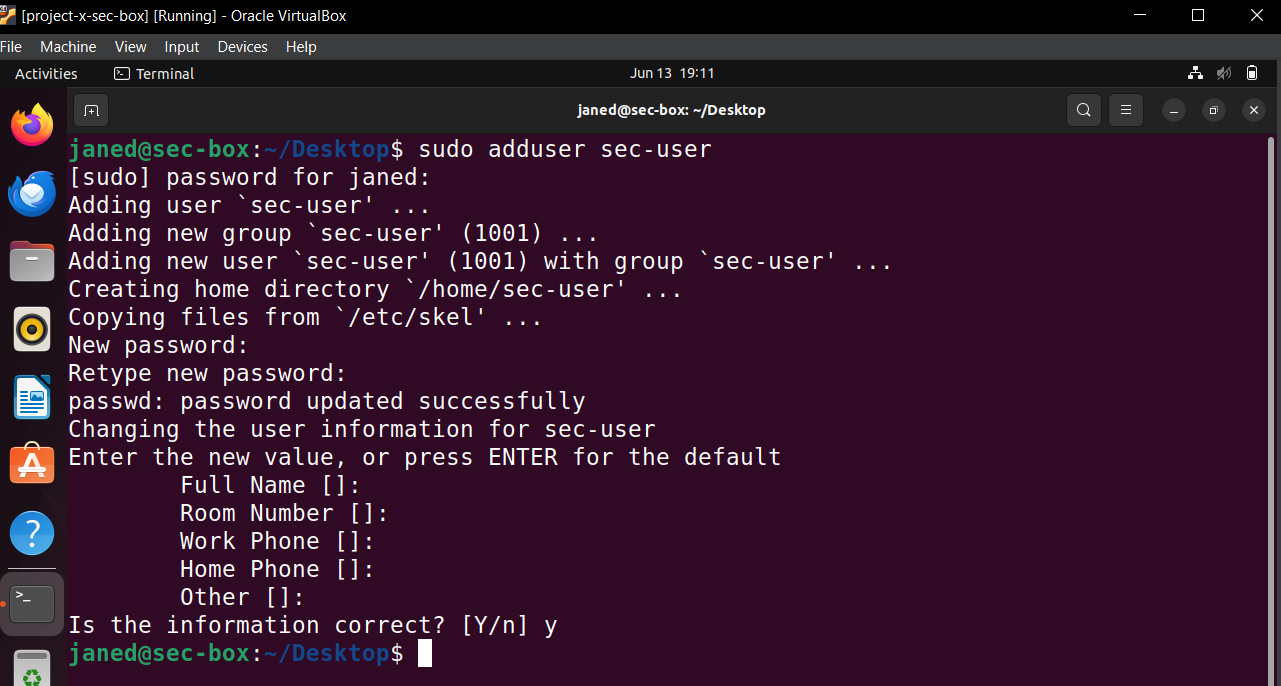 [project-x-sec-box] [Running] - Oracle VirtualBox
File Machine View Input Devices Help
Activities Terminal Jun 13 19:11
janed@sec-box: ~/Desktop
janed@sec-box:~/Desktop$ sudo adduser sec-user
[sudo] password for janed:
Adding user `sec-user' ...
Adding new group `sec-user' (1001) ...
Adding new user `sec-user' (1001) with group `sec-user' ...
Creating home directory `/home/sec-user' ...
Copying files from `/etc/skel' ...
New password:
Retype new password:
passwd: password updated successfully
Changing the user information for sec-user
Enter the new value, or press ENTER for the default
Full Name []:
Room Number []:
Work Phone []:
Home Phone []:
Other []:
Is the information correct? [Y/n] y
janed@sec-box:~/Desktop$